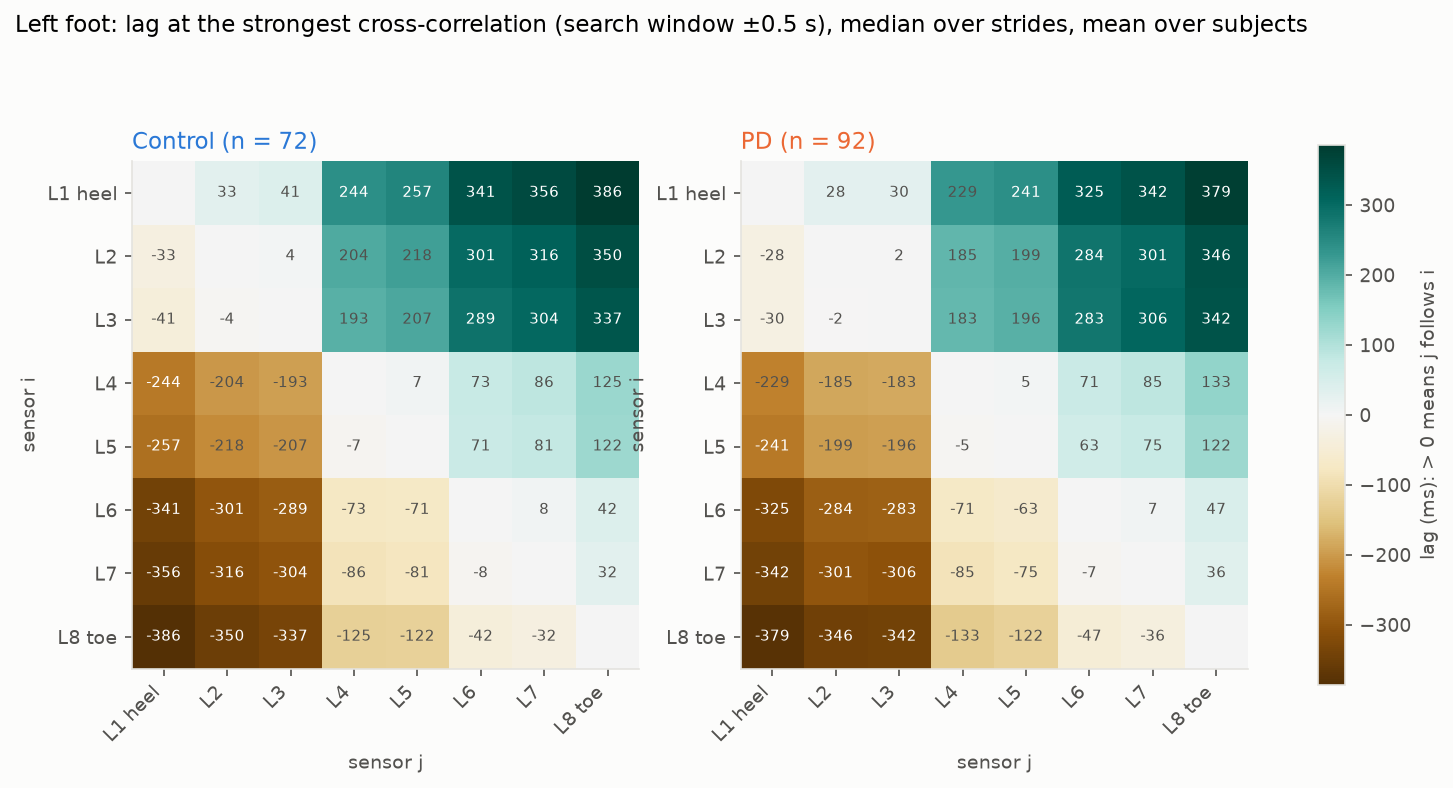 Left foot: lag at the strongest cross-correlation (search window ±0.5 s), median over strides, mean over subjects
Control (n = 72)
sensor i
L1 heel 33 41 244 257 341 356 386
L2 -33 4 204 218 301 316 350
L3 -41 -4 193 207 289 304 337
L4 -244 -204 -193 7 73 86 125
L5 -257 -218 -207 -7 71 81 122
L6 -341 -301 -289 -73 -71 8 42
L7 -356 -316 -304 -86 -81 -8 32
L8 toe -386 -350 -337 -125 -122 -42 -32
L1 heel L2 L3 L4 L5 L6 L7 L8 toe
sensor j
PD (n = 92)
sensor i
L1 heel 28 30 229 241 325 342 379
L2 -28 2 185 199 284 301 346
L3 -30 -2 183 196 283 306 342
L4 -229 -185 -183 5 71 85 133
L5 -241 -199 -196 -5 63 75 122
L6 -325 -284 -283 -71 -63 7 47
L7 -342 -301 -306 -85 -75 -7 36
L8 toe -379 -346 -342 -133 -122 -47 -36
L1 heel L2 L3 L4 L5 L6 L7 L8 toe
sensor j
300
200
100
0
−100
−200
−300
lag (ms): > 0 means j follows i